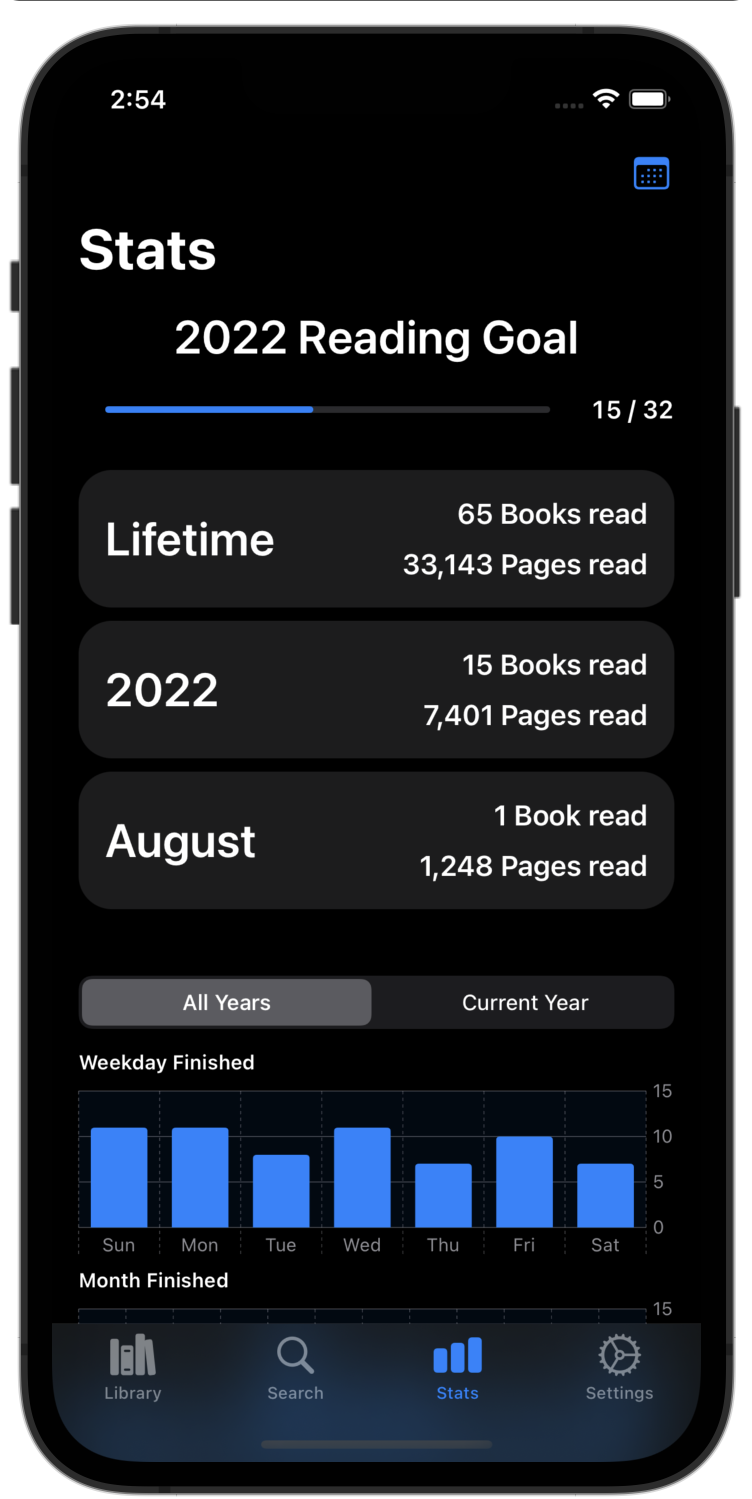 2:54
Stats
2022 Reading Goal
15 / 32
Lifetime
65 Books read
33,143 Pages read
2022
15 Books read
7,401 Pages read
August
1 Book read
1,248 Pages read
All Years Current Year
Weekday Finished
15
10
5
0
Sun Mon Tue Wed Thu Fri Sat
Month Finished
15
Library Search Stats Settings